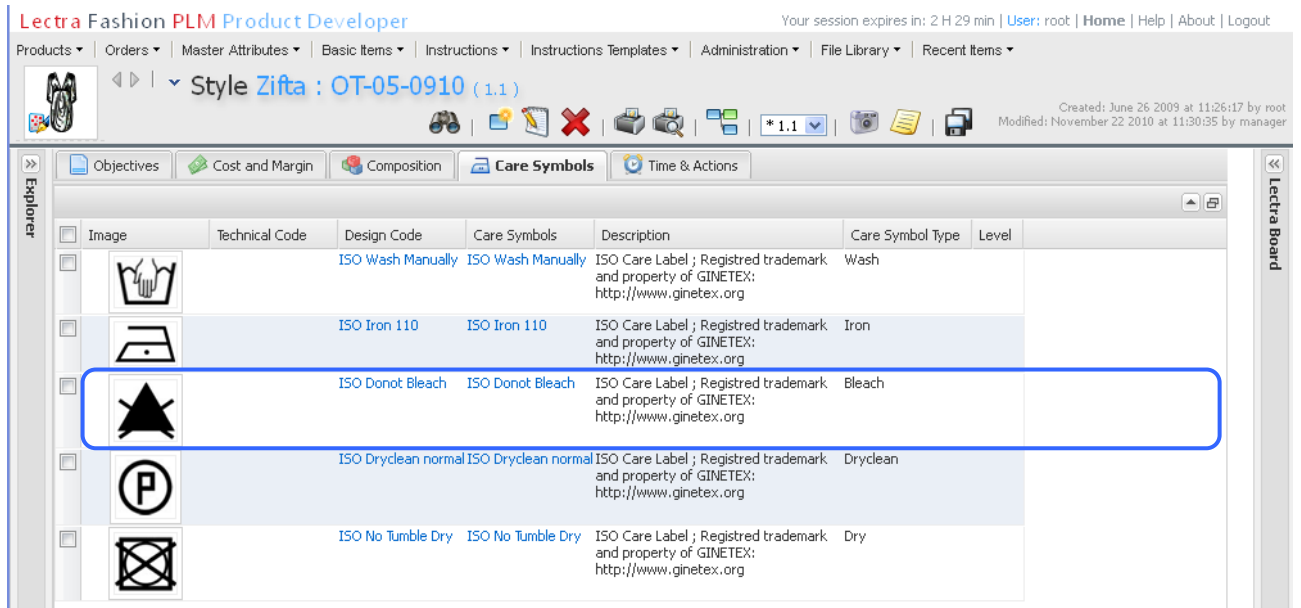 Lectra Fashion PLM Product Developer
Your session expires in: 2 H 29 min | User: root | Home | Help | About | Logout
Products | Orders | Master Attributes | Basic Items | Instructions | Instructions Templates | Administration | File Library | Recent Items
Style Zifta : OT-05-0910 ( 1.1 )
* 1.1
Created: June 26 2009 at 11:26:17 by root
Modified: November 22 2010 at 11:30:35 by manager
Explorer
Objectives Cost and Margin Composition Care Symbols Time & Actions
Lectra Board
Image Technical Code Design Code Care Symbols Description Care Symbol Type Level
ISO Wash Manually ISO Wash Manually ISO Care Label ; Registred trademark Wash
and property of GINETEX:
http://www.ginetex.org
ISO Iron 110 ISO Iron 110 ISO Care Label ; Registred trademark Iron
and property of GINETEX:
http://www.ginetex.org
ISO Donot Bleach ISO Donot Bleach ISO Care Label ; Registred trademark Bleach
and property of GINETEX:
http://www.ginetex.org
P
ISO Dryclean normal ISO Dryclean normal ISO Care Label ; Registred trademark Dryclean
and property of GINETEX:
http://www.ginetex.org
ISO No Tumble Dry ISO No Tumble Dry ISO Care Label ; Registred trademark Dry
and property of GINETEX:
http://www.ginetex.org